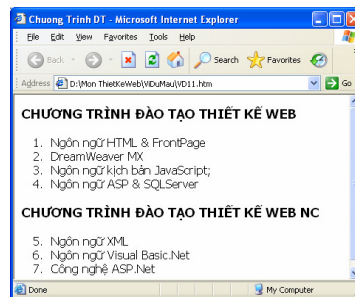 Chuong Trinh DT - Microsoft Internet Explorer
File Edit View Favorites Tools Help
Back Search Favorites
Address D:\Mon ThietKeWeb\ViDuMau\VD11.htm Go
CHƯƠNG TRÌNH ĐÀO TẠO THIẾT KẾ WEB
1. Ngôn ngữ HTML & FrontPage
2. DreamWeaver MX
3. Ngôn ngữ kịch bản JavaScript;
4. Ngôn ngữ ASP & SQLServer
CHƯƠNG TRÌNH ĐÀO TẠO THIẾT KẾ WEB NC
5. Ngôn ngữ XML
6. Ngôn ngữ Visual Basic.Net
7. Công nghệ ASP.Net
Done My Computer